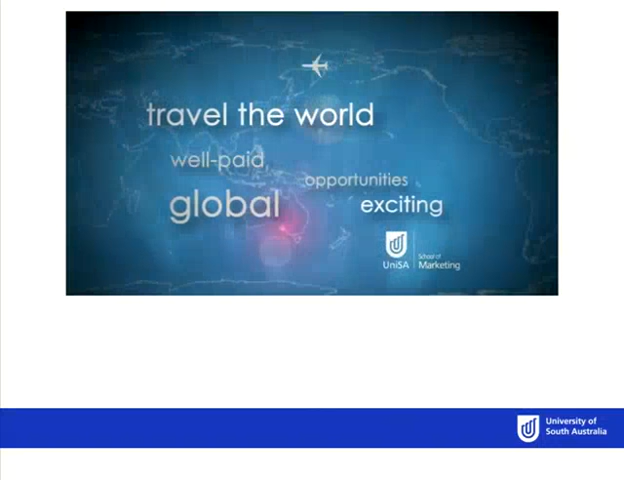 travel the world
well-paid
opportunities
global
exciting
UniSA
School of
Marketing
University of
South Australia